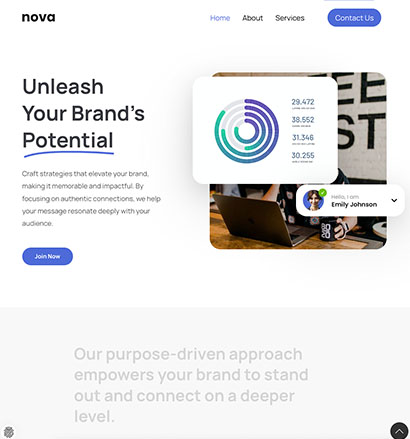 nova
Home About Services Contact Us
Unleash
Your Brand's
Potential
Craft strategies that elevate your brand,
making it memorable and impactful. By
focusing on authentic connections, we help
your message resonate deeply with your
audience.
Join Now
29.472
38.552
31.346
30.255
Hello, I am
Emily Johnson
Our purpose-driven approach
empowers your brand to stand
out and connect on a deeper
level.